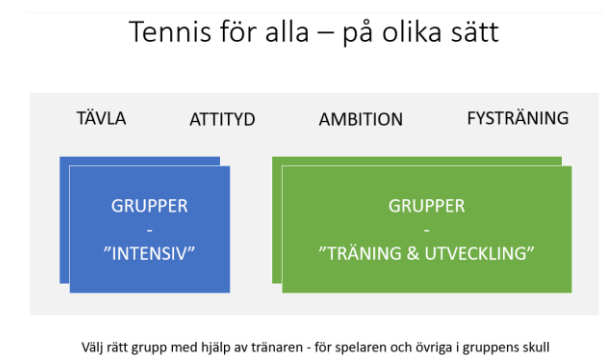 Tennis för alla – på olika sätt
TÄVLA ATTITYD AMBITION FYSTRÄNING
GRUPPER
-
”INTENSIV”
GRUPPER
-
”TRÄNING & UTVECKLING”
Välj rätt grupp med hjälp av tränaren - för spelaren och övriga i gruppens skull